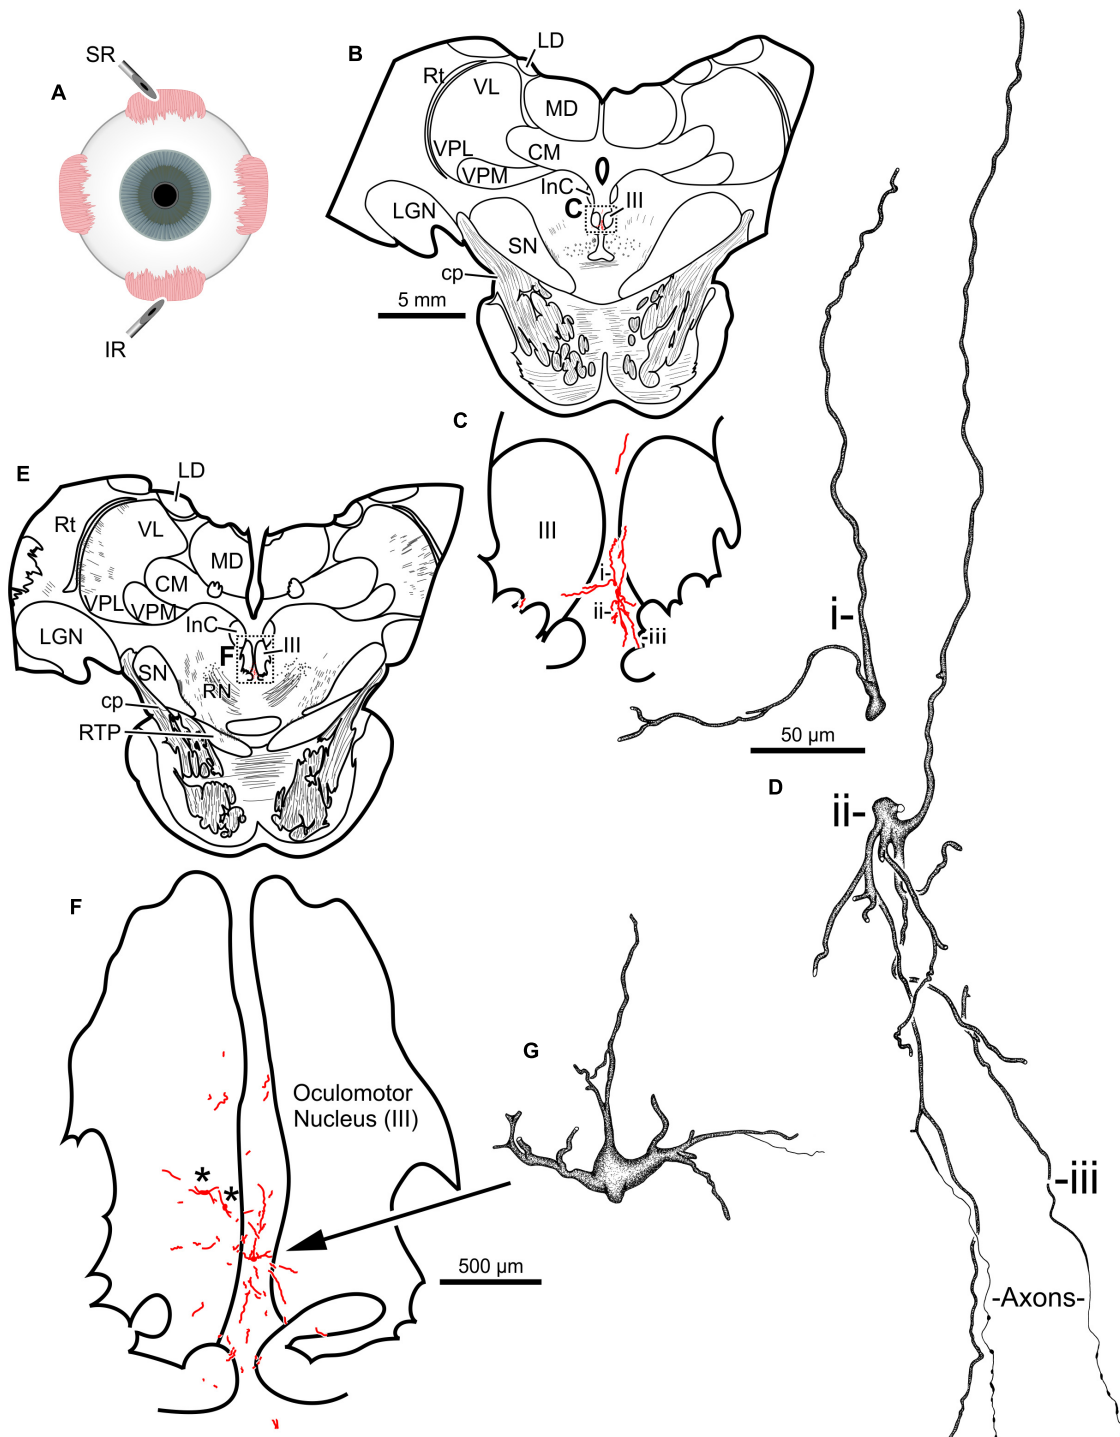 A
SR
IR
B
LD
Rt
VL
MD
VPL
CM
VPM
InC
III
C
LGN
SN
cp
5 mm
C
III
i-
ii-
-iii
D
i-
50 µm
ii-
-iii
-Axons-
E
LD
Rt
VL
MD
CM
VPL
VPM
InC
LGN
F
III
SN
RN
cp
RTP
F
Oculomotor
Nucleus (III)
*
*
500 µm
G